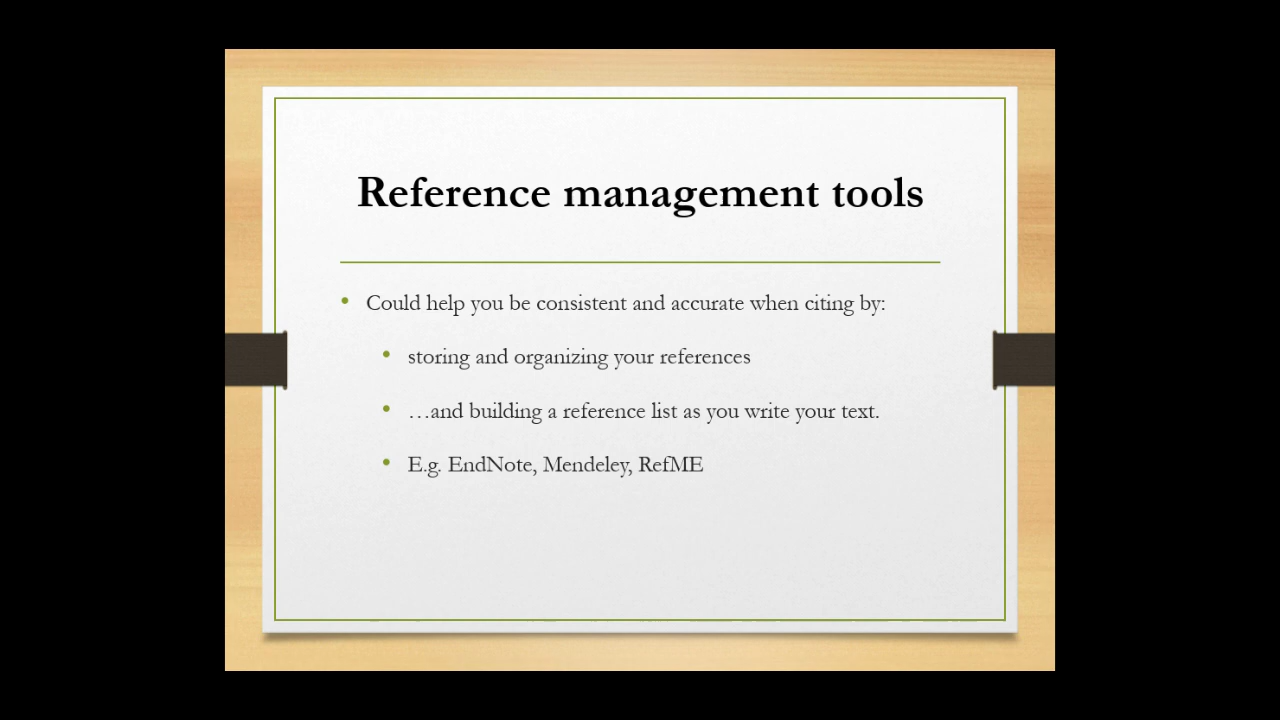 Reference management tools
• Could help you be consistent and accurate when citing by:
• storing and organizing your references
• …and building a reference list as you write your text.
• E.g. EndNote, Mendeley, RefME